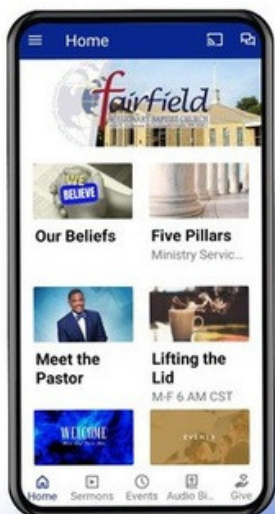 Home
fairfield
MISSIONARY BAPTIST CHURCH
WE
BELIEVE
Our Beliefs
Five Pillars
Ministry Servic...
Meet the
Pastor
Lifting the
Lid
M-F 6 AM CST
WELCOME
EVENTS
Home
Sermons
Events
Audio Bi...
Give